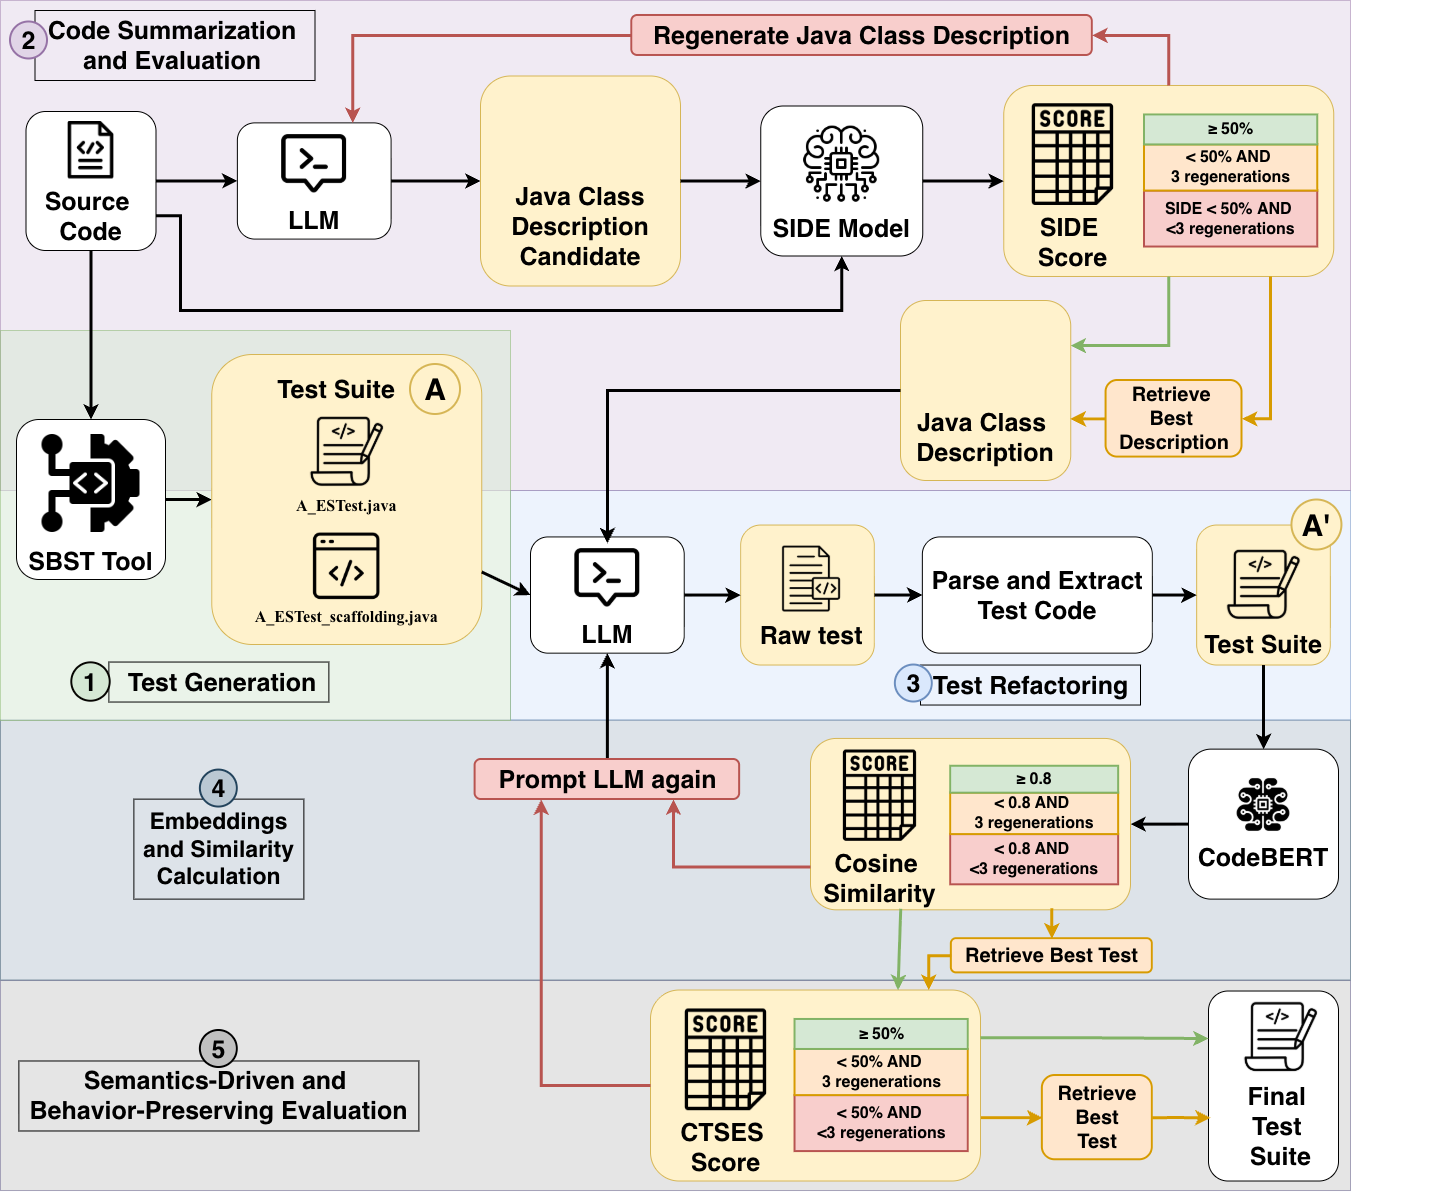 2
Code Summarization
and Evaluation
Regenerate Java Class Description
Source
Code
LLM
Java Class
Description
Candidate
SIDE Model
SCORE
SIDE
Score
≥ 50%
< 50% AND
3 regenerations
SIDE < 50% AND
<3 regenerations
Java Class
Description
Retrieve
Best
Description
SBST Tool
Test Suite
A
A_ESTest.java
A_ESTest_scaffolding.java
1
Test Generation
LLM
Raw test
Parse and Extract
Test Code
A'
Test Suite
3
Test Refactoring
4
Embeddings
and Similarity
Calculation
Prompt LLM again
SCORE
Cosine
Similarity
≥ 0.8
< 0.8 AND
3 regenerations
< 0.8 AND
<3 regenerations
CodeBERT
Retrieve Best Test
5
Semantics-Driven and
Behavior-Preserving Evaluation
SCORE
CTSES
Score
≥ 50%
< 50% AND
3 regenerations
< 50% AND
<3 regenerations
Retrieve
Best
Test
Final
Test
Suite